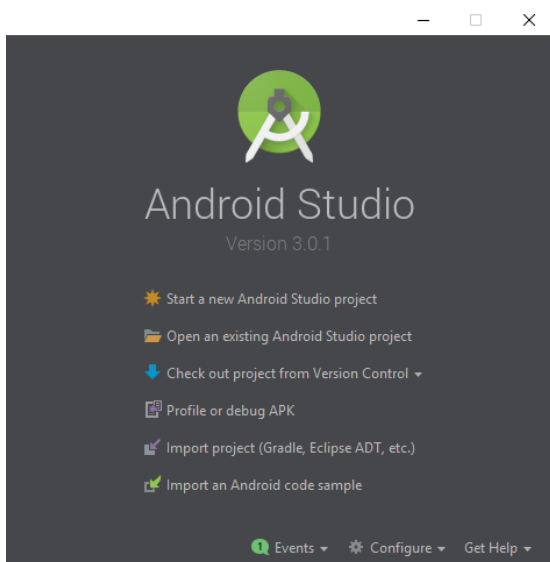 Android Studio
Version 3.0.1
Start a new Android Studio project
Open an existing Android Studio project
Check out project from Version Control
Profile or debug APK
Import project (Gradle, Eclipse ADT, etc.)
Import an Android code sample
1 Events Configure Get Help